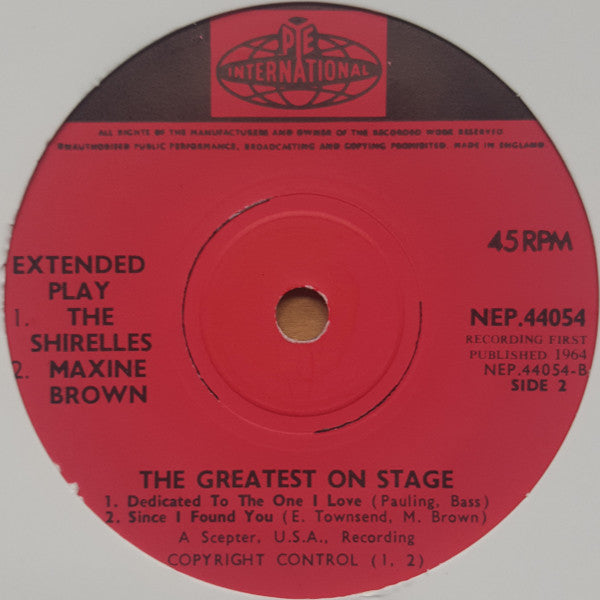 PYE
INTERNATIONAL
ALL RIGHTS OF THE MANUFACTURERS AND OWNER OF THE RECORDED WORK RESERVED
UNAUTHORISED PUBLIC PERFORMANCE, BROADCASTING AND COPYING PROHIBITED. MADE IN ENGLAND.
45 RPM
EXTENDED
PLAY
1. THE
SHIRELLES
2. MAXINE
BROWN
NEP.44054
RECORDING FIRST
PUBLISHED 1964
NEP.44054-B
SIDE 2
THE GREATEST ON STAGE
1. Dedicated To The One I Love (Pauling, Bass)
2. Since I Found You (E. Townsend, M. Brown)
A Scepter, U.S.A., Recording
COPYRIGHT CONTROL (1, 2)